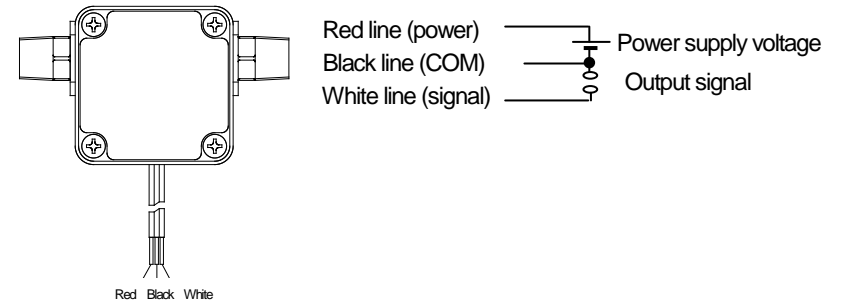 Red line (power)
Power supply voltage
Black line (COM)
Output signal
White line (signal)
Red Black White